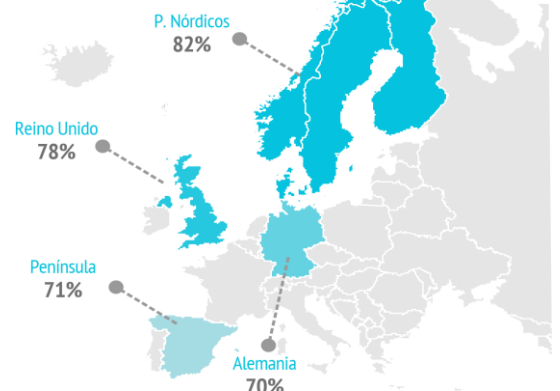 P. Nórdicos
82%
Reino Unido
78%
Península
71%
Alemania
70%